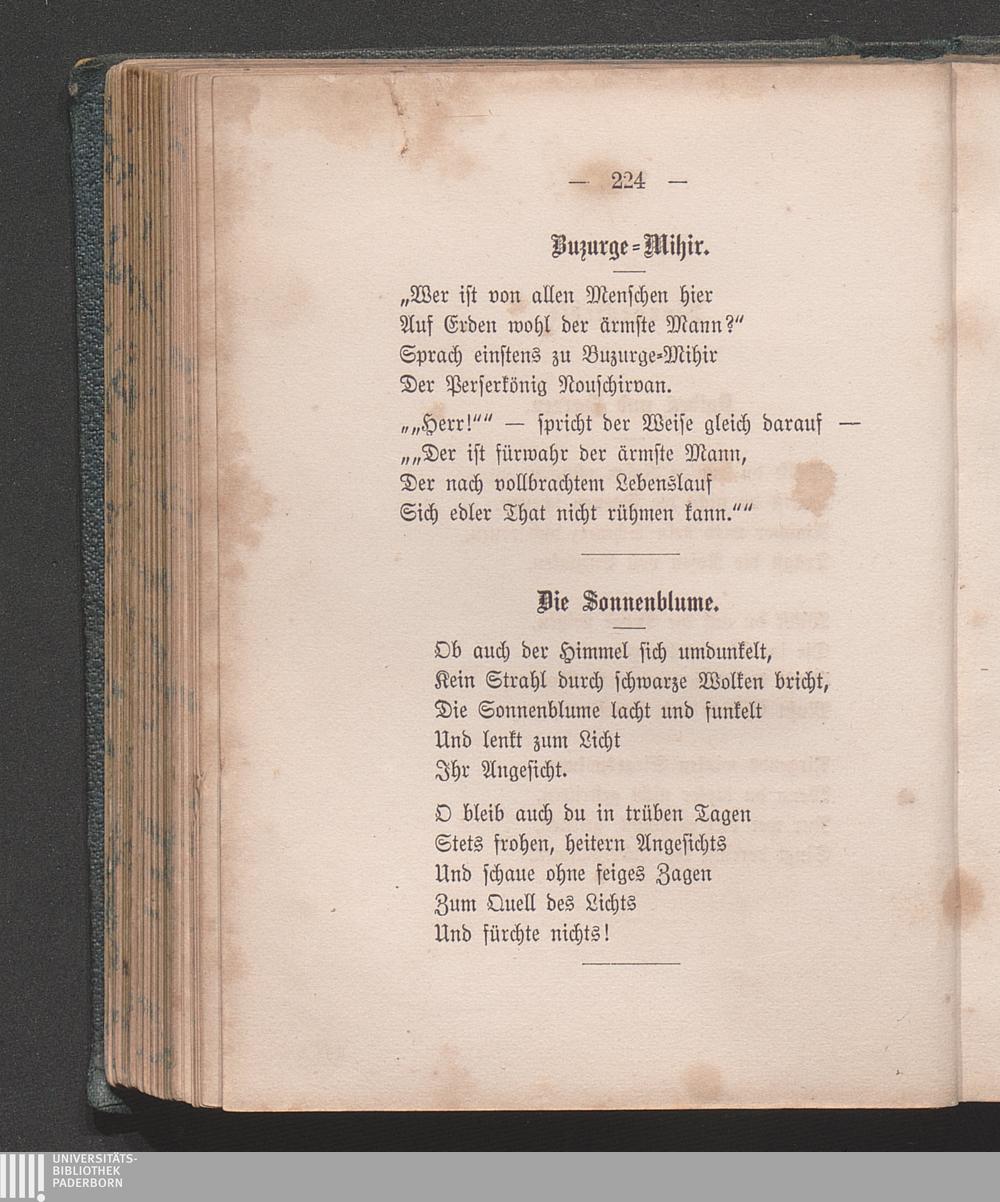 — 224 —
Buzurge-Mihir.
„Wer ist von allen Menschen hier
Auf Erden wohl der ärmste Mann?“
Sprach einstens zu Buzurge-Mihir
Der Perserkönig Nouschirvan.
„„Herr!““ — spricht der Weise gleich darauf —
„„Der ist fürwahr der ärmste Mann,
Der nach vollbrachtem Lebenslauf
Sich edler That nicht rühmen kann.““
Die Sonnenblume.
Ob auch der Himmel sich umdunkelt,
Kein Strahl durch schwarze Wolken bricht,
Die Sonnenblume lacht und funkelt
Und lenkt zum Licht
Ihr Angesicht.
O bleib auch du in trüben Tagen
Stets frohen, heitern Angesichts
Und schaue ohne feiges Zagen
Zum Quell des Lichts
Und fürchte nichts!
UNIVERSITÄTS-
BIBLIOTHEK
PADERBORN